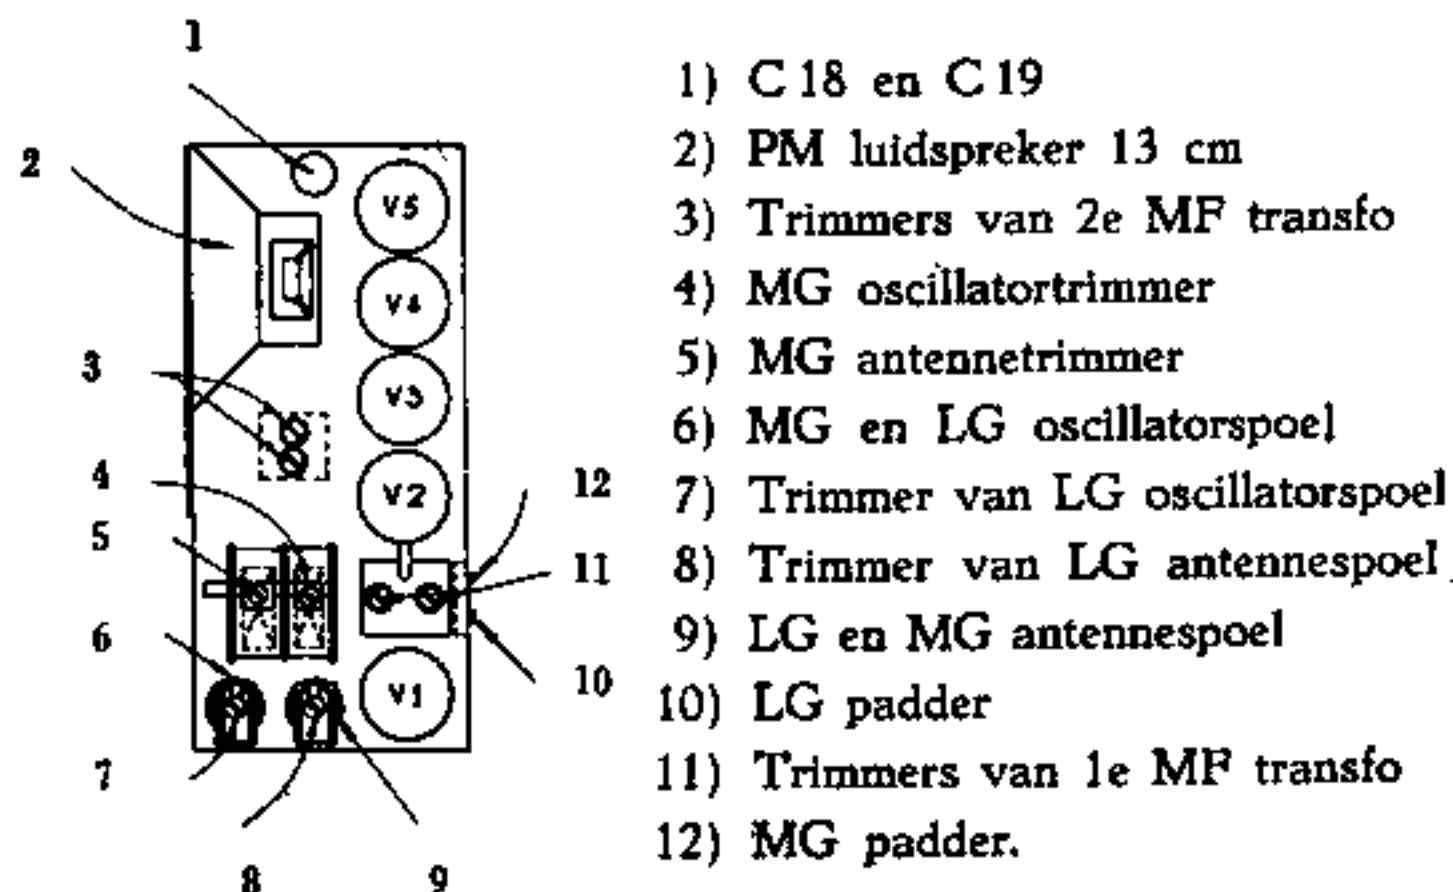 1
2
3
4
5
6
7
8
9
10
11
12
V5
V4
V3
V2
V1
1) C 18 en C 19
2) PM luidspreker 13 cm
3) Trimmers van 2e MF transfo
4) MG oscillatortrimmer
5) MG antennetrimmer
6) MG en LG oscillatorspoel
7) Trimmer van LG oscillatorspoel
8) Trimmer van LG antennespoel
9) LG en MG antennespoel
10) LG padder
11) Trimmers van 1e MF transfo
12) MG padder.